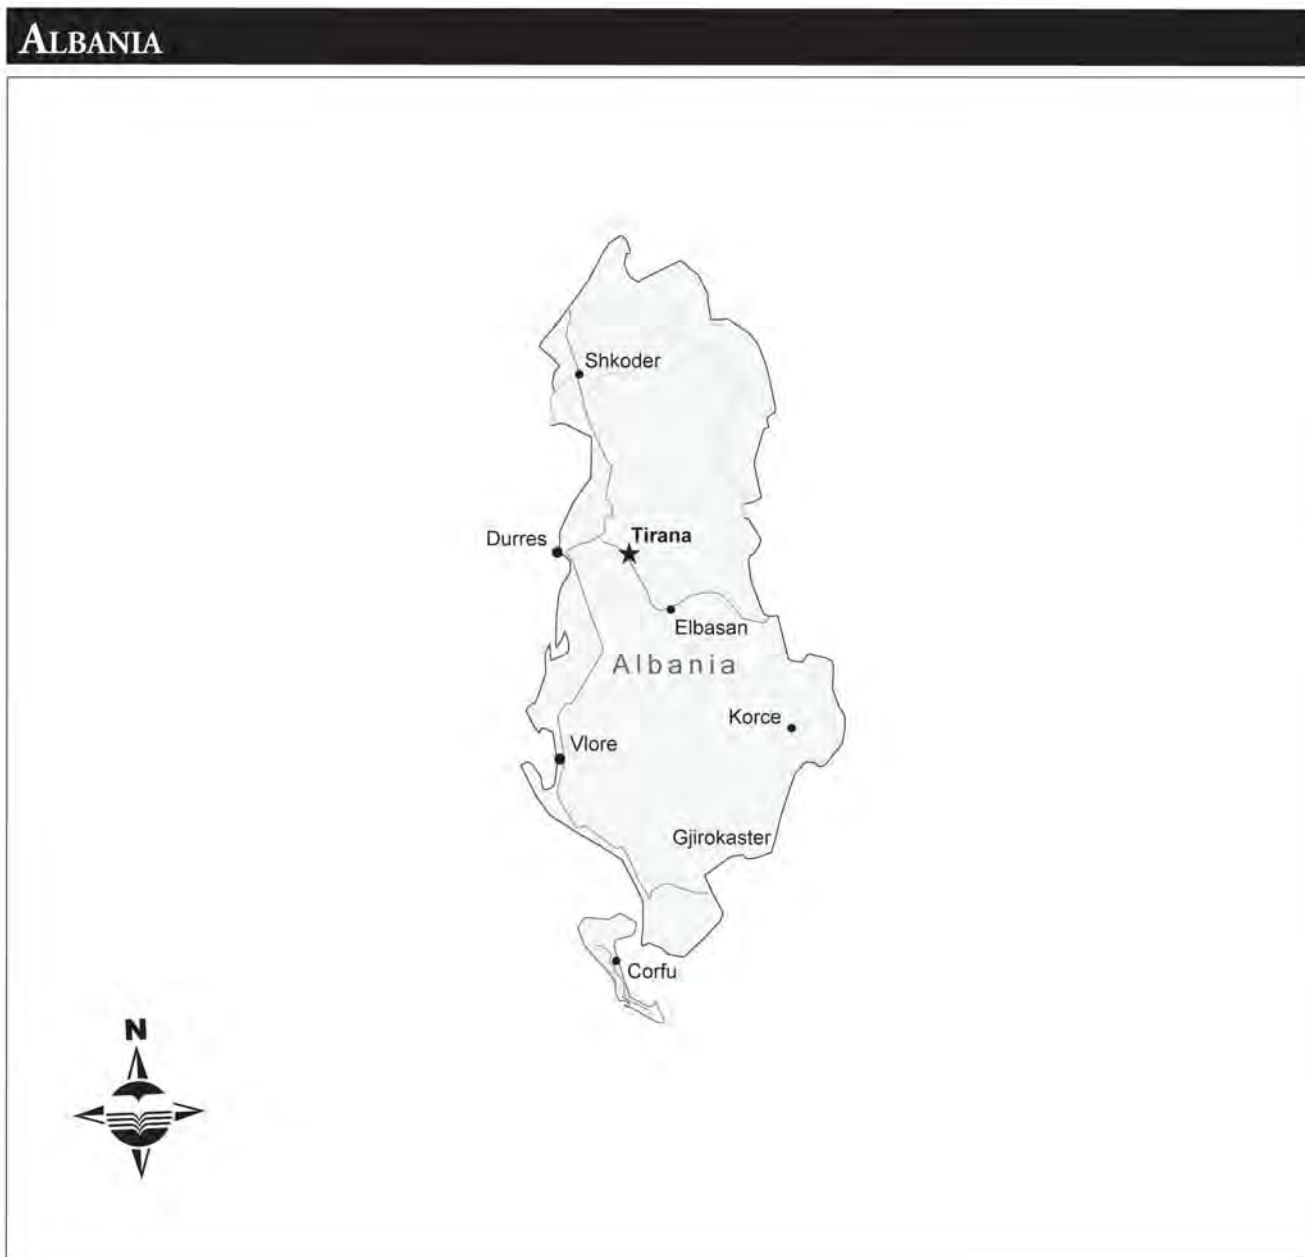 ALBANIA
Shkoder
Durres
Tirana
Elbasan
Albania
Korce
Vlore
Gjirokaster
Corfu
N